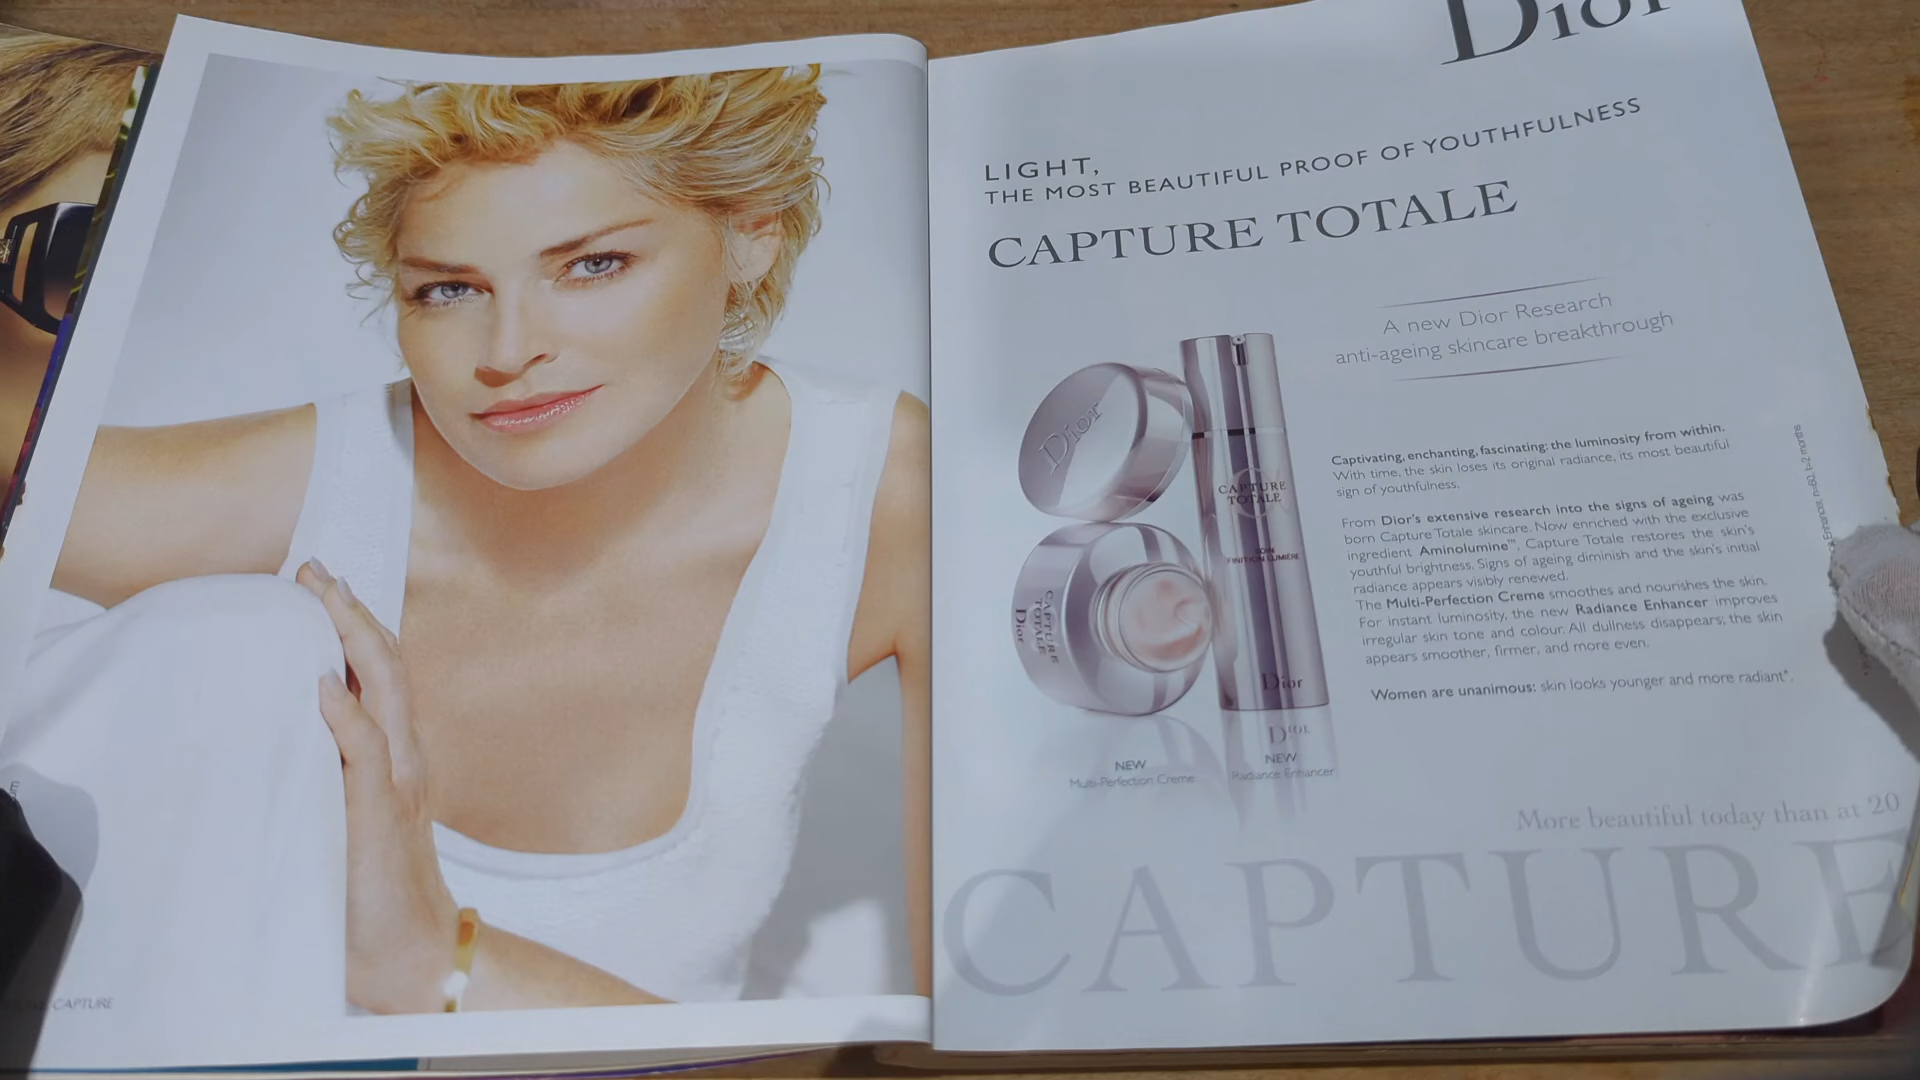 Dior
LIGHT,
THE MOST BEAUTIFUL PROOF OF YOUTHFULNESS
CAPTURE TOTALE
A new Dior Research
anti-ageing skincare breakthrough
Captivating, enchanting, fascinating: the luminosity from within.
With time, the skin loses its original radiance, its most beautiful
sign of youthfulness.
From Dior's extensive research into the signs of ageing was
born Capture Totale skincare. Now enriched with the exclusive
ingredient Aminolumine™, Capture Totale restores the skin's
youthful brightness. Signs of ageing diminish and the skin's initial
radiance appears visibly renewed.
The Multi-Perfection Creme smoothes and nourishes the skin.
For instant luminosity, the new Radiance Enhancer improves
irregular skin tone and colour. All dullness disappears; the skin
appears smoother, firmer, and more even.
Women are unanimous: skin looks younger and more radiant*.
Dior
CAPTURE
TOTALE
Dior
CAPTURE
TOTALE
SOIN
FINITION LUMIÈRE
Dior
NEW
Multi-Perfection Creme
NEW
Radiance Enhancer
Enhancer, n=60, t=2 months
More beautiful today than at 20
CAPTURE
CAPTURE